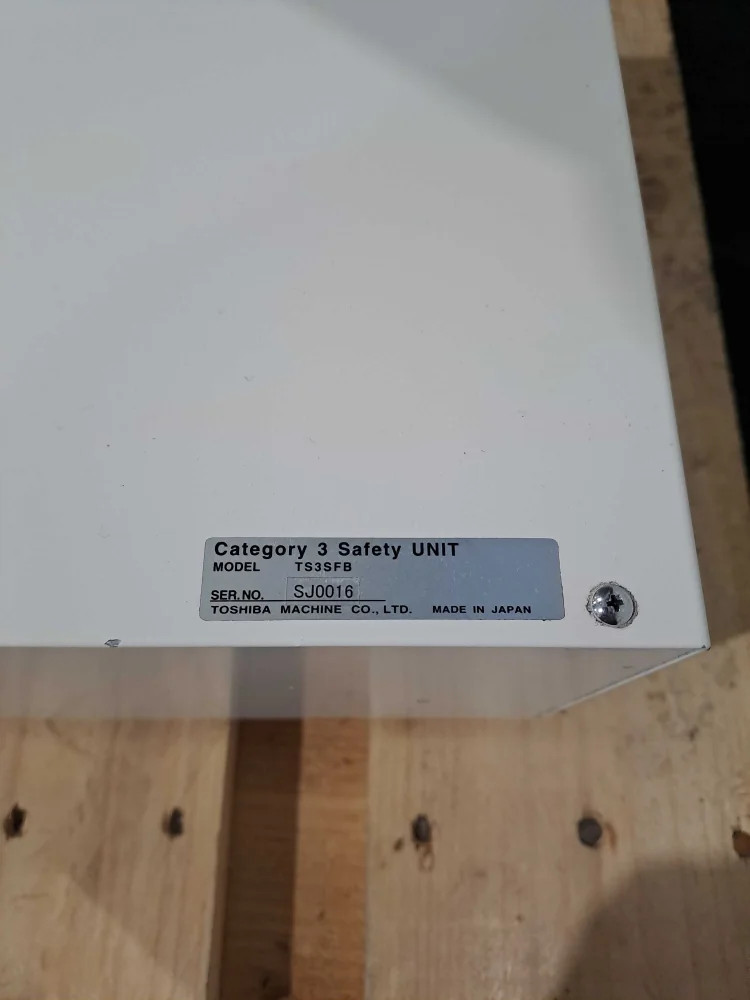 Category 3 Safety UNIT
MODEL TS3SFB
SER.NO. SJ0016
TOSHIBA MACHINE CO.,LTD. MADE IN JAPAN